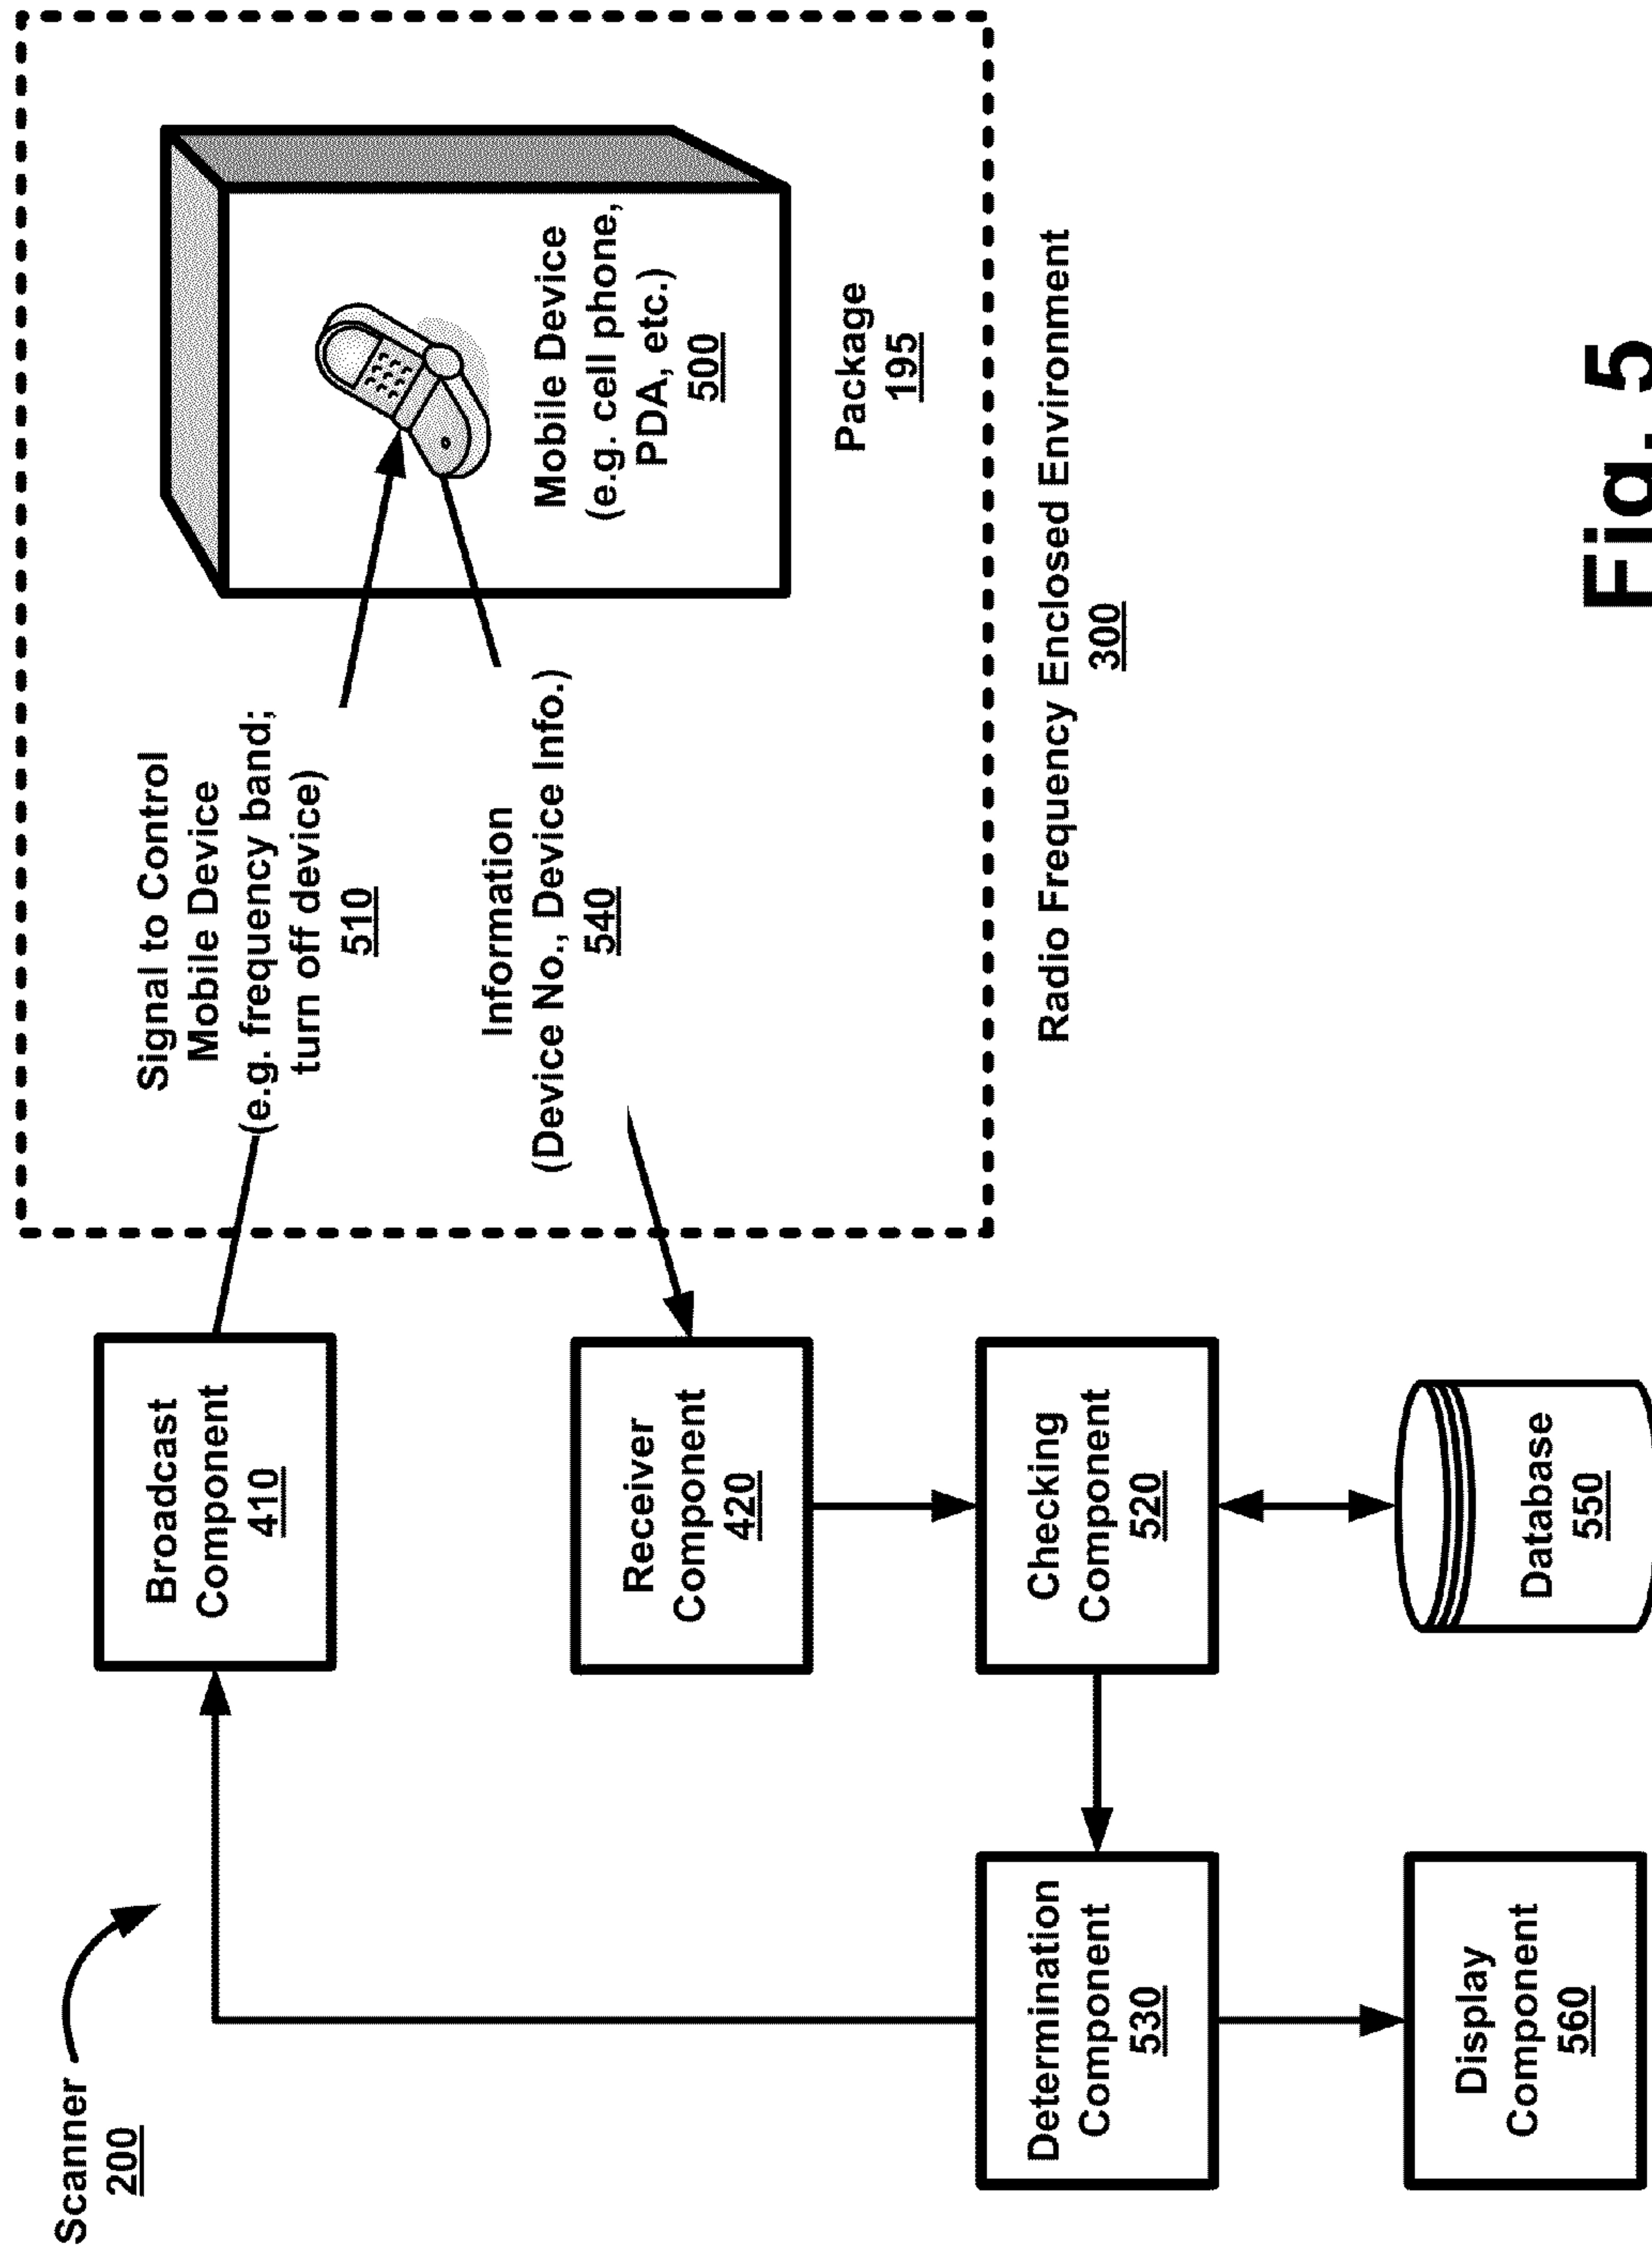 Scanner
200
Broadcast
Component
410
Signal to Control
Mobile Device
(e.g. frequency band;
turn off device)
510
Information
(Device No., Device Info.)
540
Mobile Device
(e.g. cell phone,
PDA, etc.)
500
Package
195
Radio Frequency Enclosed Environment
300
Receiver
Component
420
Determination
Component
530
Checking
Component
520
Display
Component
560
Database
550
Fig. 5